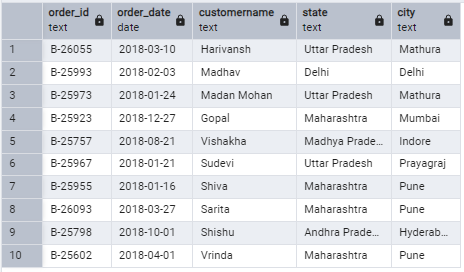 order_id order_date customername state city
text date text text text
1 B-26055 2018-03-10 Harivansh Uttar Pradesh Mathura
2 B-25993 2018-02-03 Madhav Delhi Delhi
3 B-25973 2018-01-24 Madan Mohan Uttar Pradesh Mathura
4 B-25923 2018-12-27 Gopal Maharashtra Mumbai
5 B-25757 2018-08-21 Vishakha Madhya Prade... Indore
6 B-25967 2018-01-21 Sudevi Uttar Pradesh Prayagraj
7 B-25955 2018-01-16 Shiva Maharashtra Pune
8 B-26093 2018-03-27 Sarita Maharashtra Pune
9 B-25798 2018-10-01 Shishu Andhra Prade... Hyderab...
10 B-25602 2018-04-01 Vrinda Maharashtra Pune